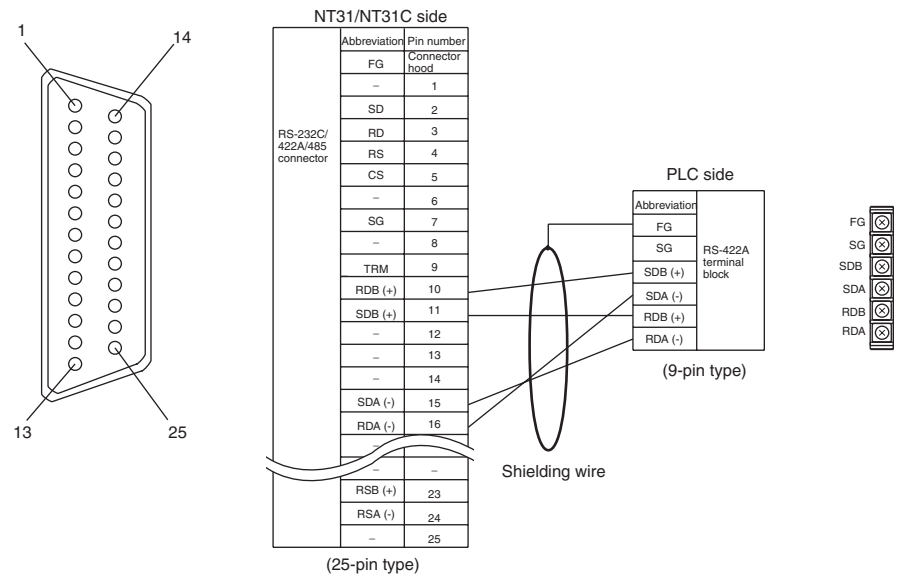 1
14
13
25
NT31/NT31C side
Abbreviation Pin number
FG Connector hood
– 1
SD 2
RD 3
RS 4
CS 5
– 6
SG 7
– 8
TRM 9
RDB (+) 10
SDB (+) 11
– 12
– 13
– 14
SDA (-) 15
RDA (-) 16
–
– –
RSB (+) 23
RSA (-) 24
– 25
RS-232C/
422A/485
connector
(25-pin type)
Shielding wire
PLC side
Abbreviation
FG
SG
SDB (+)
SDA (-)
RDB (+)
RDA (-)
RS-422A
terminal
block
(9-pin type)
FG
SG
SDB
SDA
RDB
RDA